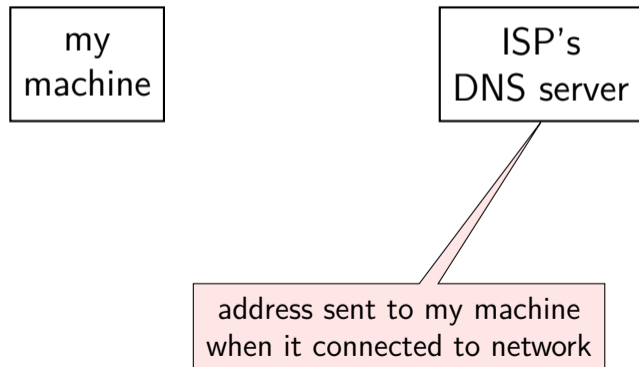 my
machine
ISP's
DNS server
address sent to my machine
when it connected to network